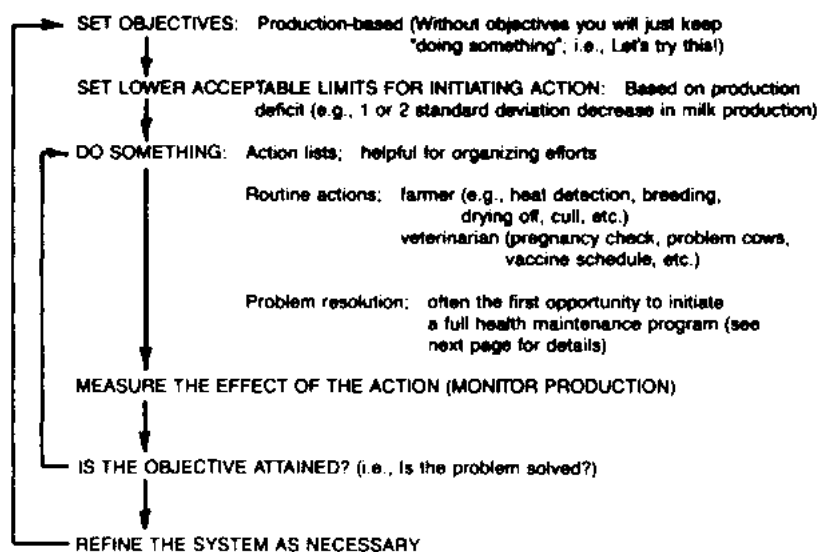 SET OBJECTIVES: Production-based (Without objectives you will just keep
"doing something"; i.e., Let's try this!)
SET LOWER ACCEPTABLE LIMITS FOR INITIATING ACTION: Based on production
deficit (e.g., 1 or 2 standard deviation decrease in milk production)
DO SOMETHING: Action lists; helpful for organizing efforts
Routine actions; farmer (e.g., heat detection, breeding,
drying off, cull, etc.)
veterinarian (pregnancy check, problem cows,
vaccine schedule, etc.)
Problem resolution; often the first opportunity to initiate
a full health maintenance program (see
next page for details)
MEASURE THE EFFECT OF THE ACTION (MONITOR PRODUCTION)
IS THE OBJECTIVE ATTAINED? (i.e., Is the problem solved?)
REFINE THE SYSTEM AS NECESSARY